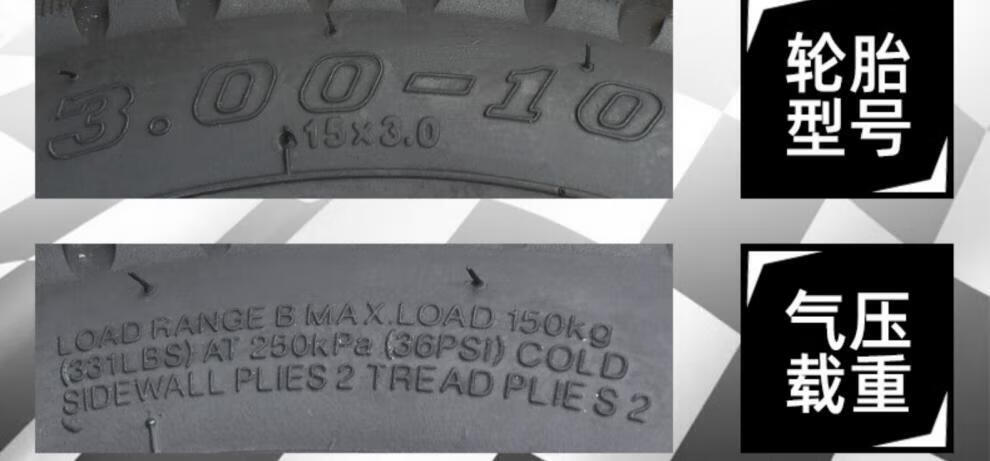 3.00-10
15x3.0
轮胎
型号
LOAD RANGE B MAX.LOAD 150kg
(331LBS) AT 250kPa (36PSI) COLD
SIDEWALL PLIES 2 TREAD PLIES 2
气压
载重